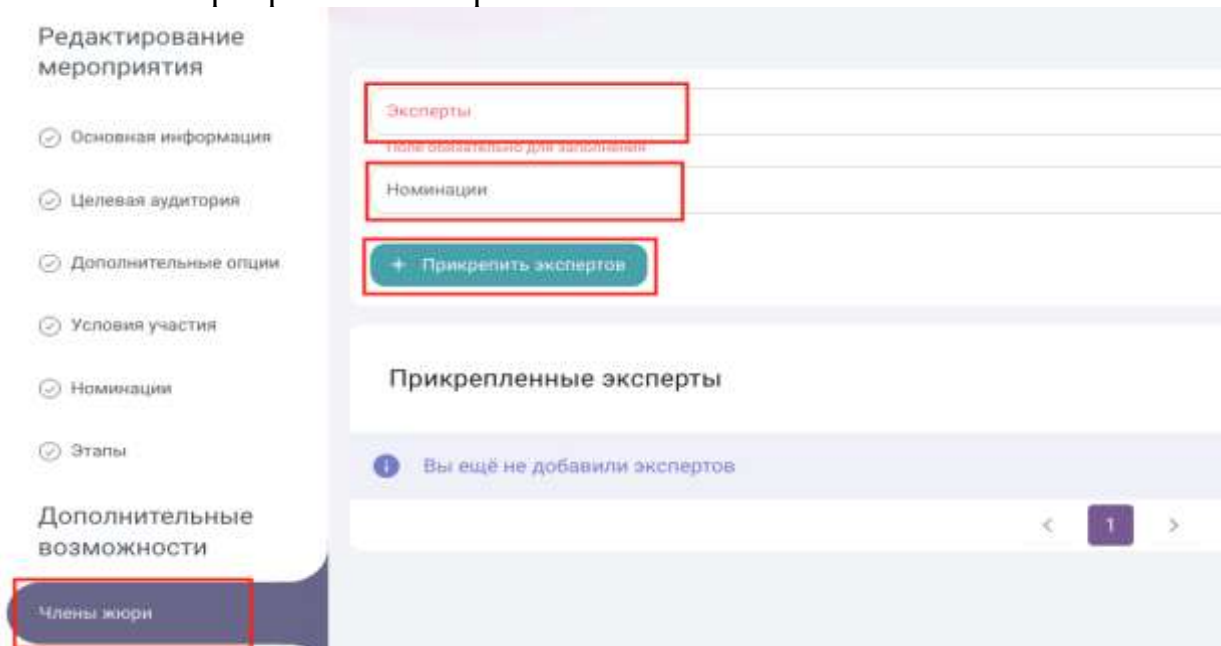 Редактирование
мероприятия
Основная информация
Целевая аудитория
Дополнительные опции
Условия участия
Номинации
Этапы
Дополнительные
возможности
Члены жюри
Эксперты
Поле обязательно для заполнения
Номинации
+ Прикрепить экспертов
Прикрепленные эксперты
Вы ещё не добавили экспертов
< 1 >